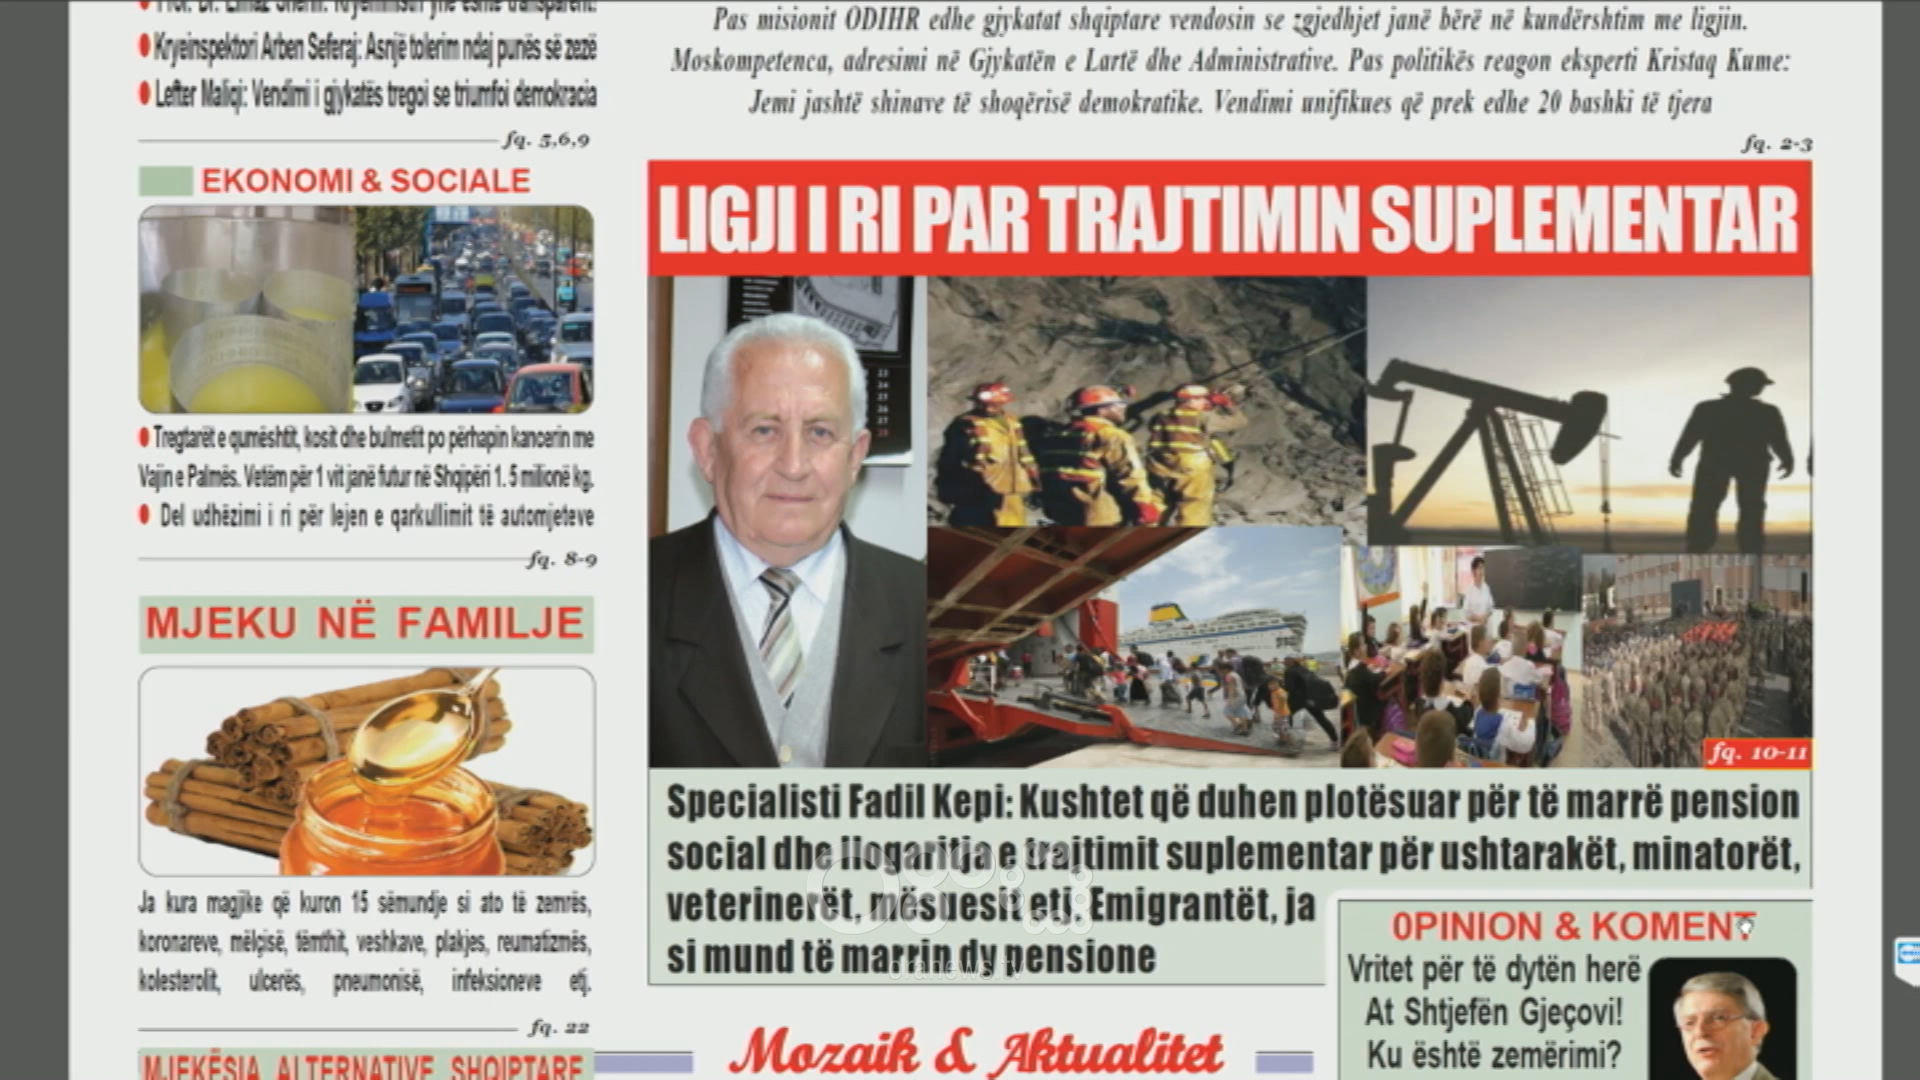 Prof. Dr.
Kryeinspektori Arben Seferaj: Asnjë tolerim ndaj punës së zezë
Lefter Maliqi: Vendimi i gjykatës tregoi se triumfoi demokracia
fq. 5,6,9
EKONOMI & SOCIALE
Tregtarët e qumështit, kosit dhe bulmetit po përhapin kancerin me
Vajin e Palmës. Vetëm për 1 vit janë futur në Shqipëri 1. 5 milionë kg.
Del udhëzimi i ri për lejen e qarkullimit të automjeteve
fq. 8-9
MJEKU NË FAMILJE
Ja kura magjike që kuron 15 sëmundje si ato të zemrës,
koronareve, mëlçisë, tëmthit, veshkave, plakjes, reumatizmës,
kolesterolit, ulcerës, pneumonisë, infeksioneve etj.
fq. 22
MJEKËSIA ALTERNATIVE SHQIPTARE
Pas misionit ODIHR edhe gjykatat shqiptare vendosin se zgjedhjet janë bërë në kundërshtim me ligjin.
Moskompetenca, adresimi në Gjykatën e Lartë dhe Administrative. Pas politikës reagon eksperti Kristaq Kume:
Jemi jashtë shinave të shoqërisë demokratike. Vendimi unifikues që prek edhe 20 bashki të tjera
fq. 2-3
LIGJI I RI PAR TRAJTIMIN SUPLEMENTAR
fq. 10-11
Specialisti Fadil Kepi: Kushtet që duhen plotësuar për të marrë pension
social dhe llogaritja e trajtimit suplementar për ushtarakët, minatorët,
veterinerët, mësuesit etj. Emigrantët, ja
si mund të marrin dy pensione
oranews.tv
Mozaik & Aktualitet
OPINION & KOMENT
Vritet për të dytën herë
At Shtjefën Gjeçovi!
Ku është zemërimi?